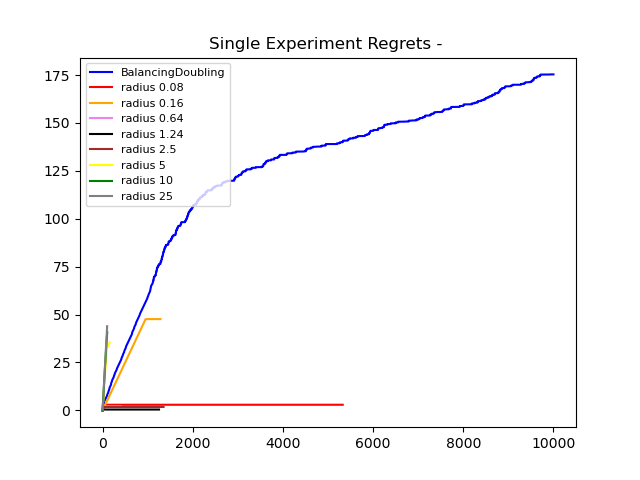 Single Experiment Regrets -
BalancingDoubling
radius 0.08
radius 0.16
radius 0.64
radius 1.24
radius 2.5
radius 5
radius 10
radius 25
175
150
125
100
75
50
25
0
0 2000 4000 6000 8000 10000